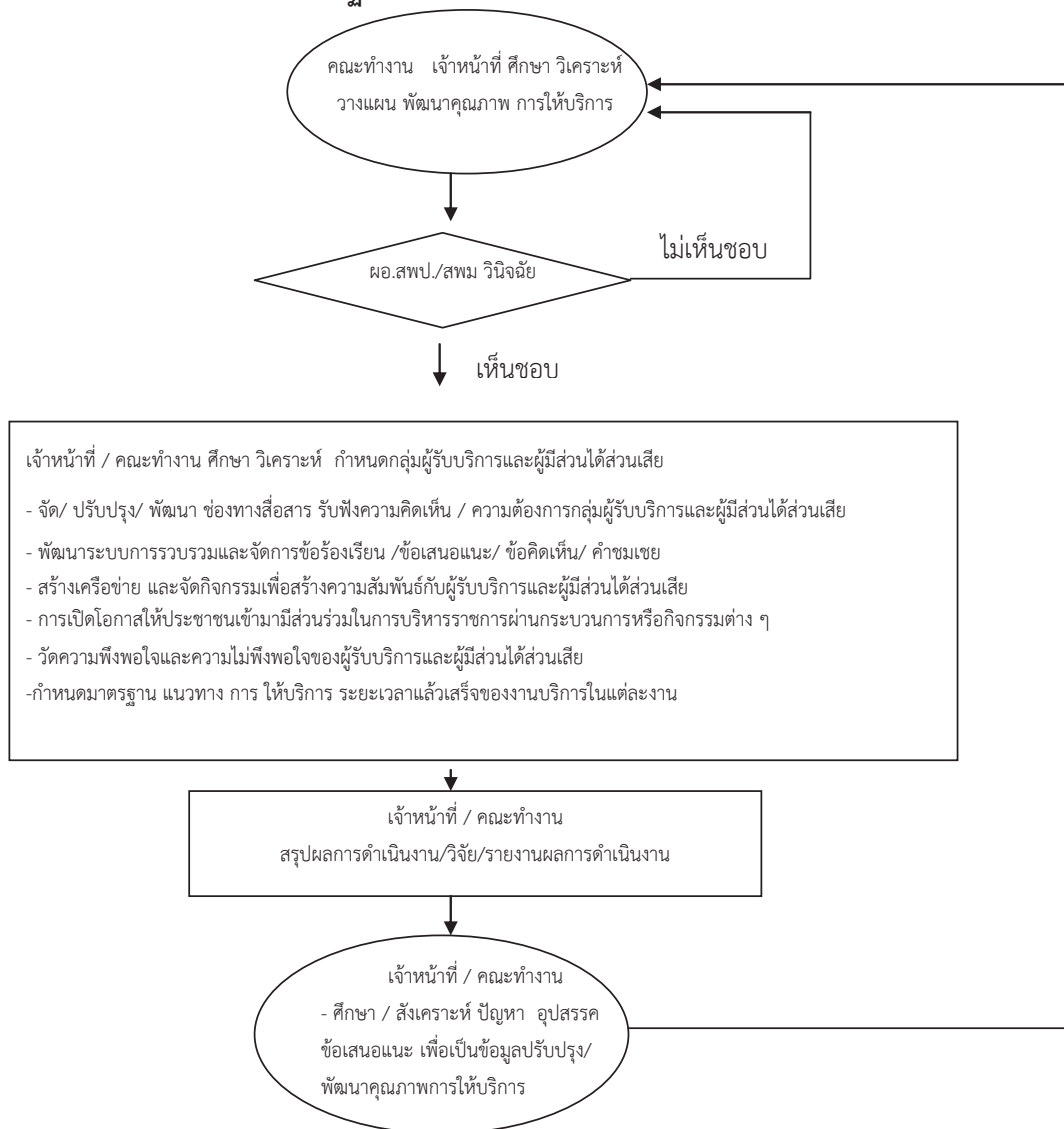 คณะทำงาน เจ้าหน้าที่ ศึกษา วิเคราะห์
วางแผน พัฒนาคุณภาพ การให้บริการ
ไม่เห็นชอบ
ผอ.สพป./สพม วินิจฉัย
เห็นชอบ
เจ้าหน้าที่ / คณะทำงาน ศึกษา วิเคราะห์ กำหนดกลุ่มผู้รับบริการและผู้มีส่วนได้ส่วนเสีย
- จัด/ ปรับปรุง/ พัฒนา ช่องทางสื่อสาร รับฟังความคิดเห็น / ความต้องการกลุ่มผู้รับบริการและผู้มีส่วนได้ส่วนเสีย
- พัฒนาระบบการรวบรวมและจัดการข้อร้องเรียน /ข้อเสนอแนะ/ ข้อคิดเห็น/ คำชมเชย
- สร้างเครือข่าย และจัดกิจกรรมเพื่อสร้างความสัมพันธ์กับผู้รับบริการและผู้มีส่วนได้ส่วนเสีย
- การเปิดโอกาสให้ประชาชนเข้ามามีส่วนร่วมในการบริหารราชการผ่านกระบวนการหรือกิจกรรมต่าง ๆ
- วัดความพึงพอใจและความไม่พึงพอใจของผู้รับบริการและผู้มีส่วนได้ส่วนเสีย
-กำหนดมาตรฐาน แนวทาง การ ให้บริการ ระยะเวลาแล้วเสร็จของงานบริการในแต่ละงาน
เจ้าหน้าที่ / คณะทำงาน
สรุปผลการดำเนินงาน/วิจัย/รายงานผลการดำเนินงาน
เจ้าหน้าที่ / คณะทำงาน
- ศึกษา / สังเคราะห์ ปัญหา อุปสรรค
ข้อเสนอแนะ เพื่อเป็นข้อมูลปรับปรุง/
พัฒนาคุณภาพการให้บริการ